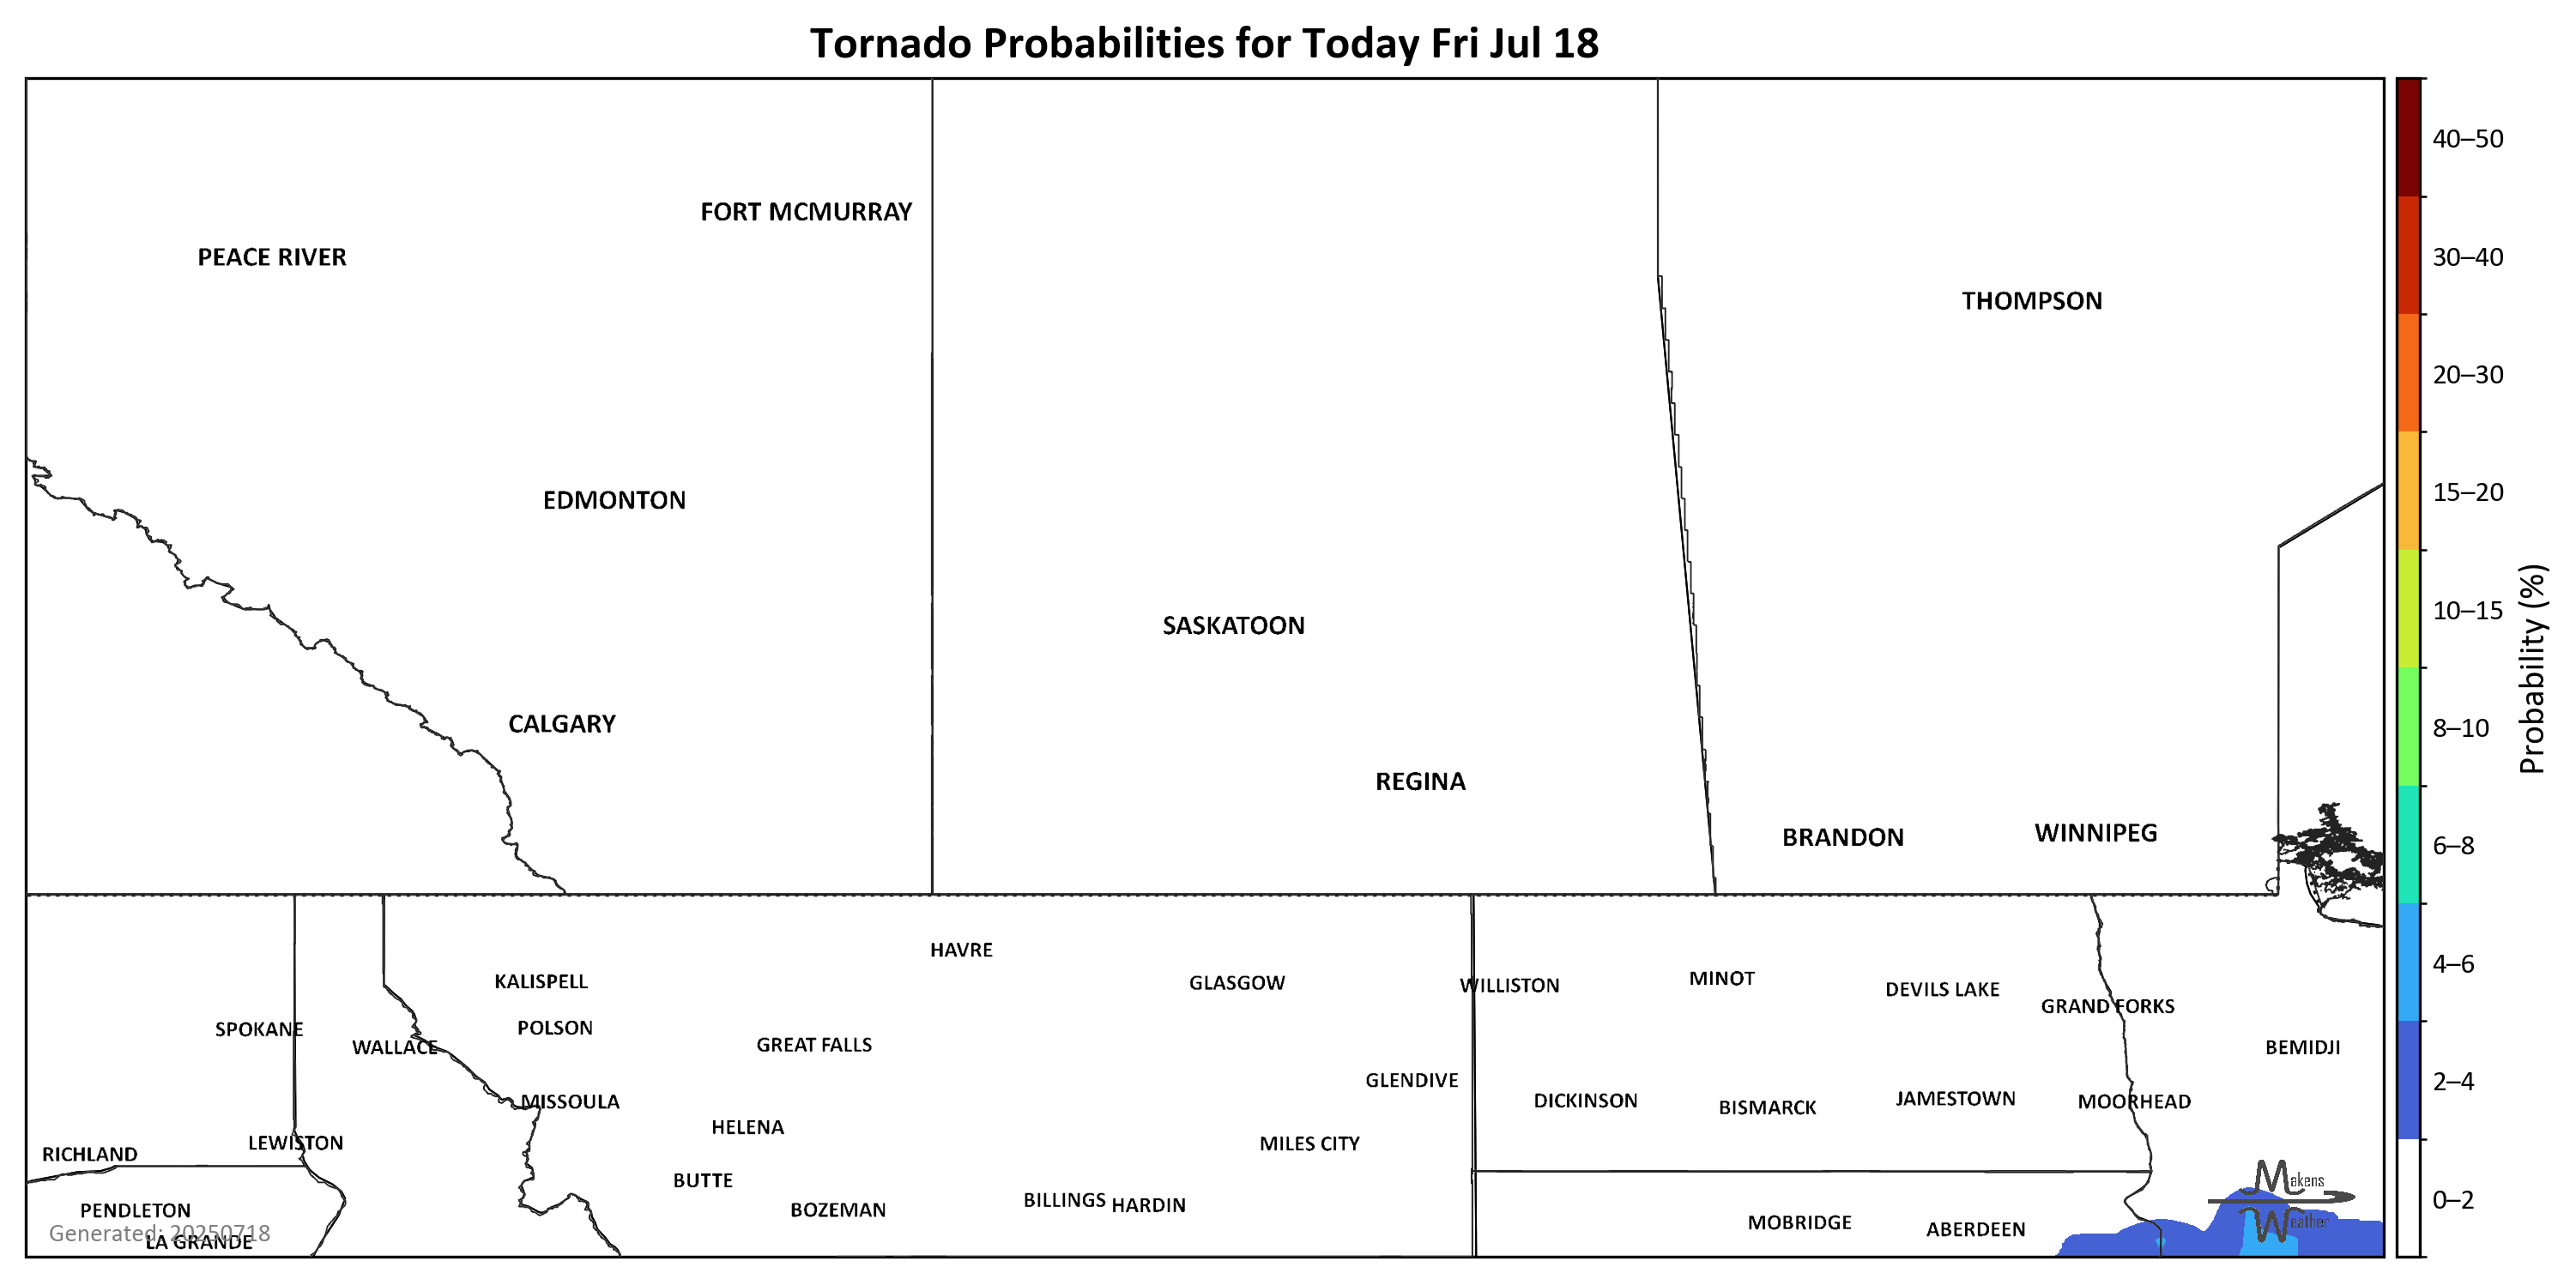 Tornado Probabilities for Today Fri Jul 18
FORT MCMURRAY
PEACE RIVER
THOMPSON
EDMONTON
SASKATOON
CALGARY
REGINA
BRANDON
WINNIPEG
HAVRE
KALISPELL
GLASGOW
WILLISTON
MINOT
DEVILS LAKE
GRAND FORKS
SPOKANE
POLSON
WALLACE
GREAT FALLS
BEMIDJI
GLENDIVE
MISSOULA
DICKINSON
BISMARCK
JAMESTOWN
MOORHEAD
HELENA
LEWISTON
MILES CITY
RICHLAND
BUTTE
BILLINGS
HARDIN
PENDLETON
BOZEMAN
MOBRIDGE
ABERDEEN
Generated: 20250718
LA GRANDE
Makens
Weather
40–50
30–40
20–30
15–20
10–15
8–10
6–8
4–6
2–4
0–2
Probability (%)